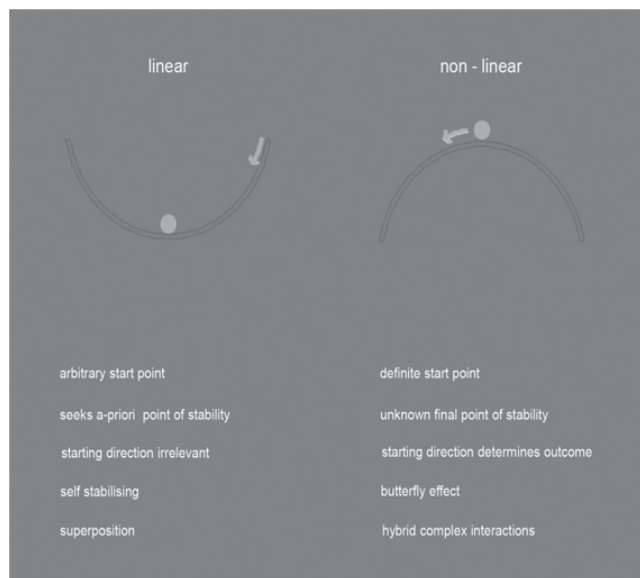 linear
non - linear
arbitrary start point
definite start point
seeks a-priori point of stability
unknown final point of stability
starting direction irrelevant
starting direction determines outcome
self stabilising
butterfly effect
superposition
hybrid complex interactions